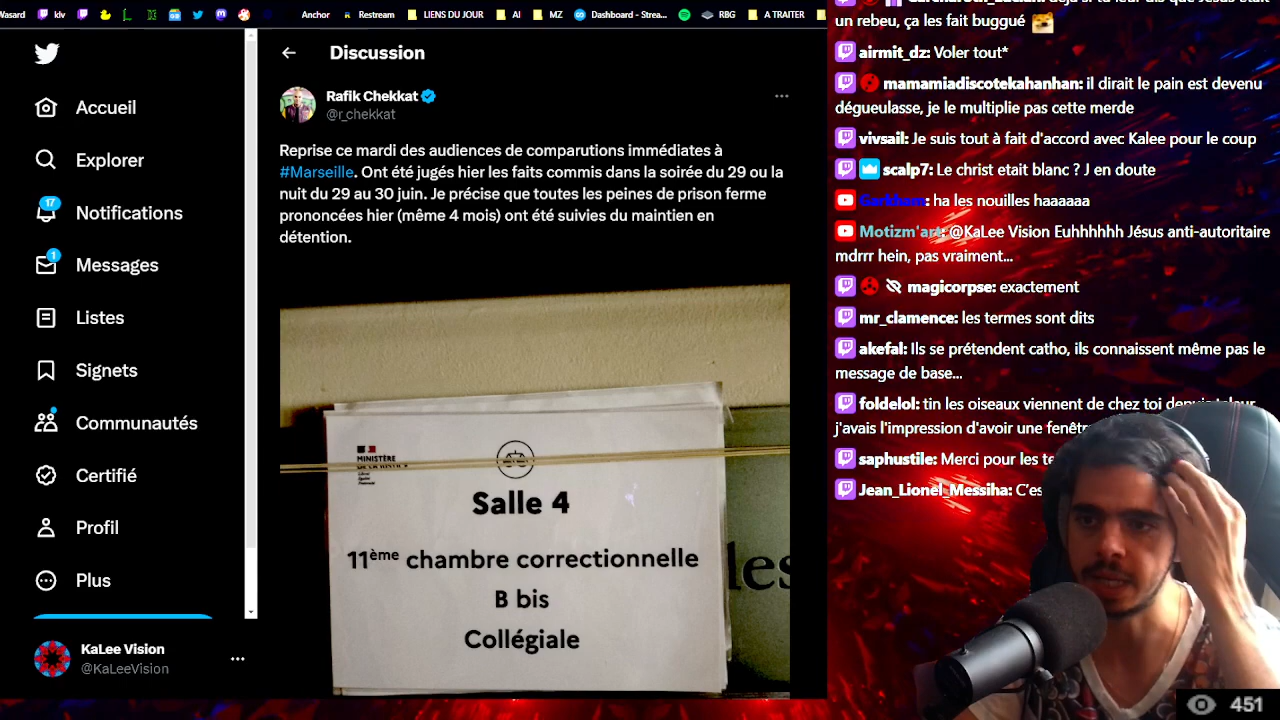 Wasard
klv
Anchor
Restream
LIENS DU JOUR
AI
MZ
Dashboard - Strea...
RBG
A TRAITER
Discussion
Accueil
Explorer
17
Notifications
1
Messages
Listes
Signets
Communautés
Certifié
Profil
Plus
KaLee Vision
@KaLeeVision
Rafik Chekkat
@r_chekkat
Reprise ce mardi des audiences de comparutions immédiates à
#Marseille. Ont été jugés hier les faits commis dans la soirée du 29 ou la
nuit du 29 au 30 juin. Je précise que toutes les peines de prison ferme
prononcées hier (même 4 mois) ont été suivies du maintien en
détention.
MINISTÈRE
Salle 4
11ème chambre correctionnelle
B bis
Collégiale
les
un rebeu, ça les fait buggué
airmit_dz: Voler tout*
mamamiadiscotekahanhan: il dirait le pain est devenu
dégueulasse, je le multiplie pas cette merde
vivsail: Je suis tout à fait d'accord avec Kalee pour le coup
scalp7: Le christ etait blanc ? J en doute
: ha les nouilles haaaaaa
Motizm'art: @KaLee Vision Euhhhhhh Jésus anti-autoritaire
mdrrr hein, pas vraiment...
magicorpse: exactement
mr_clamence: les termes sont dits
akefal: Ils se prétendent catho, ils connaissent même pas le
message de base...
foldelol: tin les oiseaux viennent de chez toi
j'avais l'impression d'avoir une
saphustile: Merci pour les
Jean_Lionel_Messiha:
451